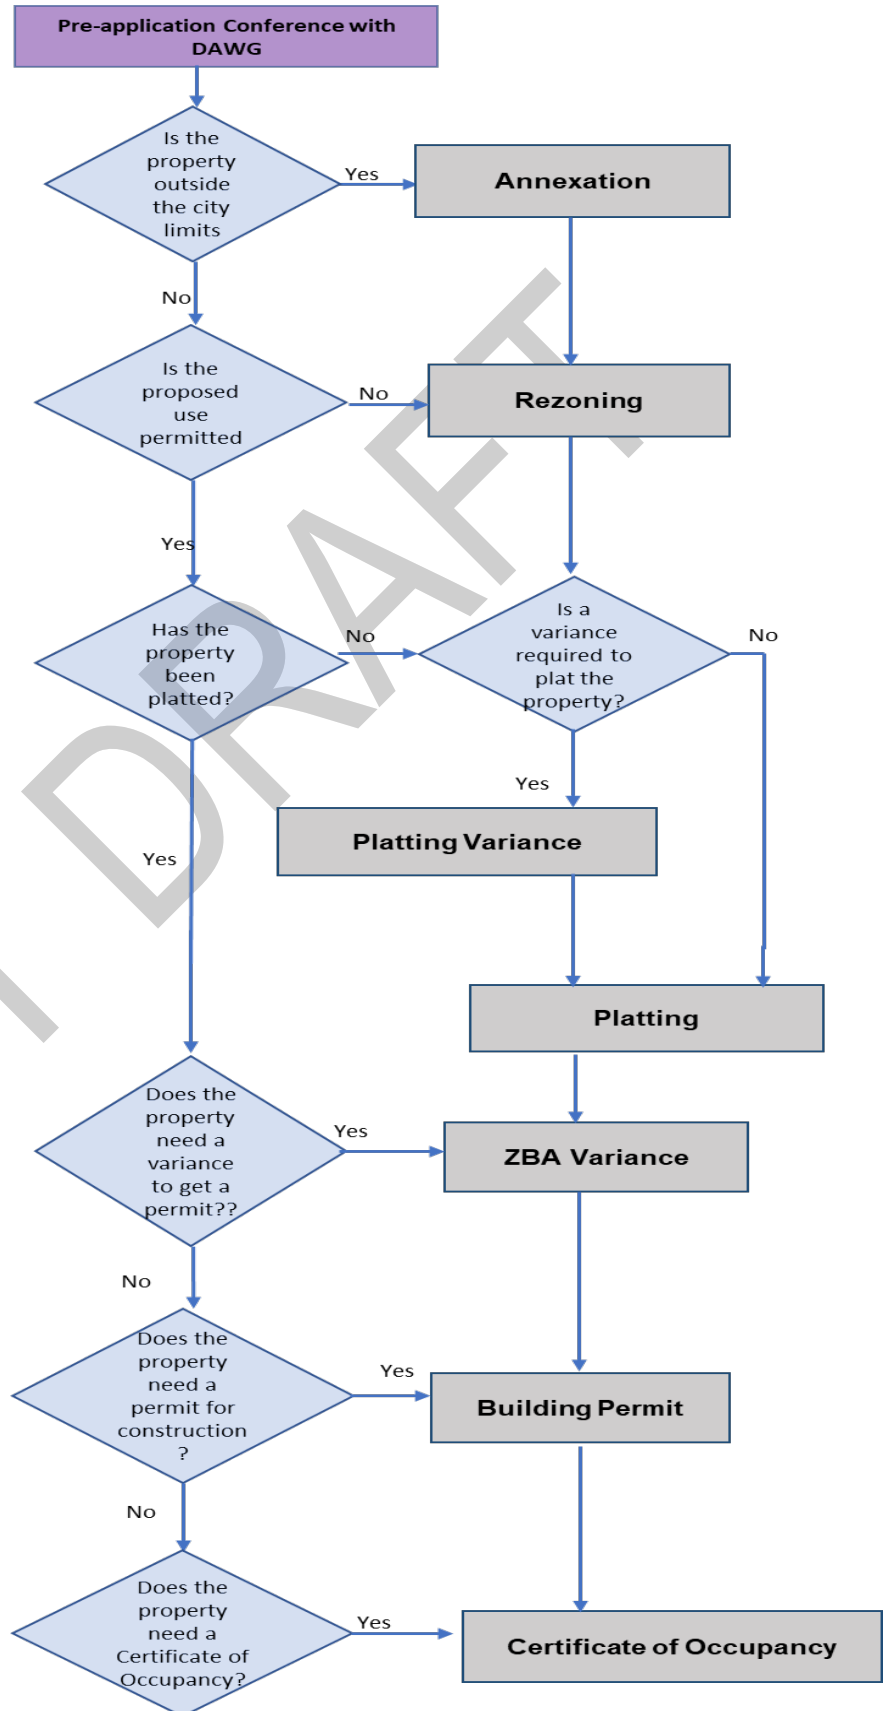 Pre-application Conference with
DAWG
Is the
property
outside
the city
limits
Yes
Annexation
No
Is the
proposed
use
permitted
No
Rezoning
Yes
Has the
property
been
platted?
No
Is a
variance
required to
plat the
property?
No
Yes
Platting Variance
Yes
Platting
Does the
property
need a
variance
to get a
permit??
Yes
ZBA Variance
No
Does the
property
need a
permit for
construction
?
Yes
Building Permit
No
Does the
property
need a
Certificate of
Occupancy?
Yes
Certificate of Occupancy
DRAFT